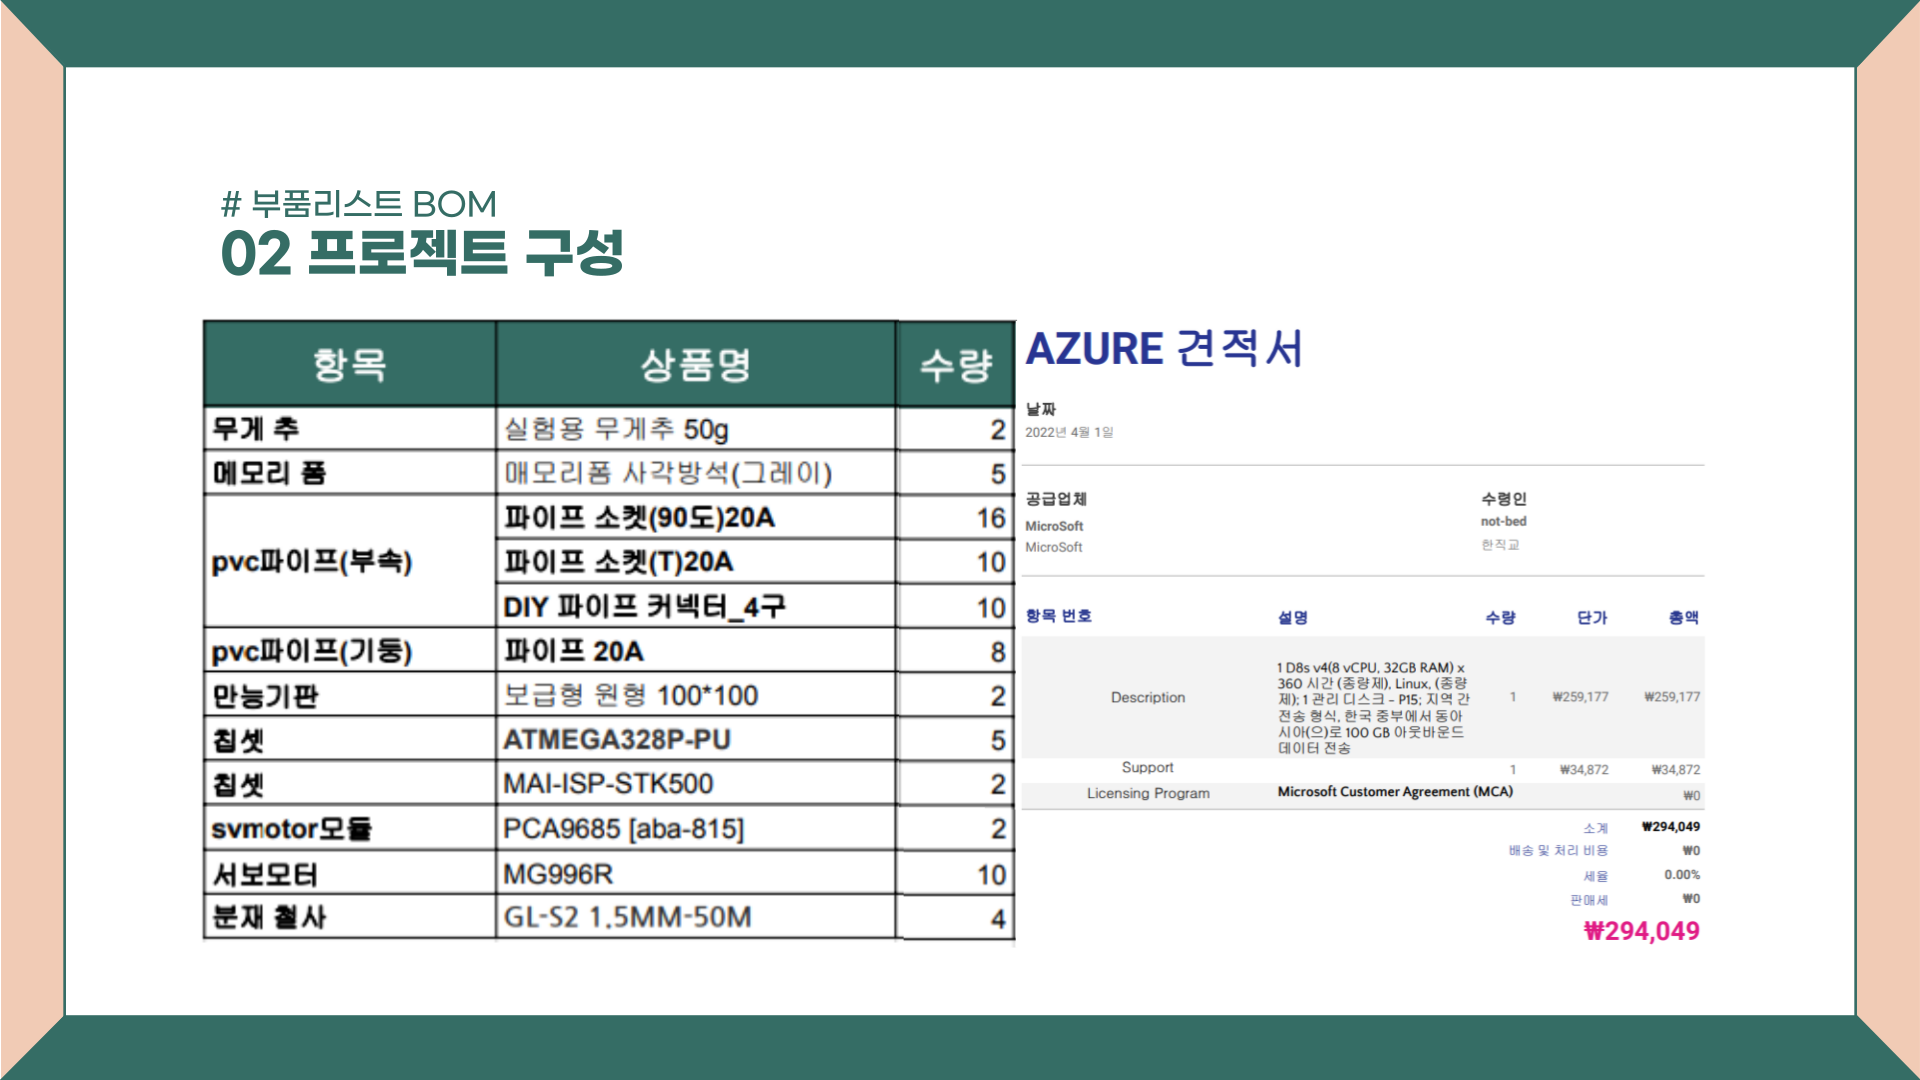 # 부품리스트 BOM
02 프로젝트 구성
항목 상품명 수량
무게 추 실험용 무게추 50g 2
메모리 폼 애모리폼 사각방석(그레이) 5
pvc파이프(부속) 파이프 소켓(90도)20A 16
파이프 소켓(T)20A 10
DIY 파이프 커넥터_4구 10
pvc파이프(기둥) 파이프 20A 8
만능기판 보급형 원형 100*100 2
칩셋 ATMEGA328P-PU 5
칩셋 MAI-ISP-STK500 2
svmotor모듈 PCA9685 [aba-815] 2
서보모터 MG996R 10
분재 철사 GL-S2 1.5MM-50M 4
AZURE 견적서
날짜
2022년 4월 1일
공급업체 수령인
MicroSoft not-bed
MicroSoft 한직교
항목 번호 설명 수량 단가 총액
Description 1 D8s v4(8 vCPU, 32GB RAM) x
360 시간 (종량제), Linux, (종량
제); 1 관리 디스크 – P15; 지역 간
전송 형식, 한국 중부에서 동아
시아(으)로 100 GB 아웃바운드
데이터 전송 1 ₩259,177 ₩259,177
Support 1 ₩34,872 ₩34,872
Licensing Program Microsoft Customer Agreement (MCA) ₩0
소계 ₩294,049
배송 및 처리 비용 ₩0
세율 0.00%
판매세 ₩0
₩294,049